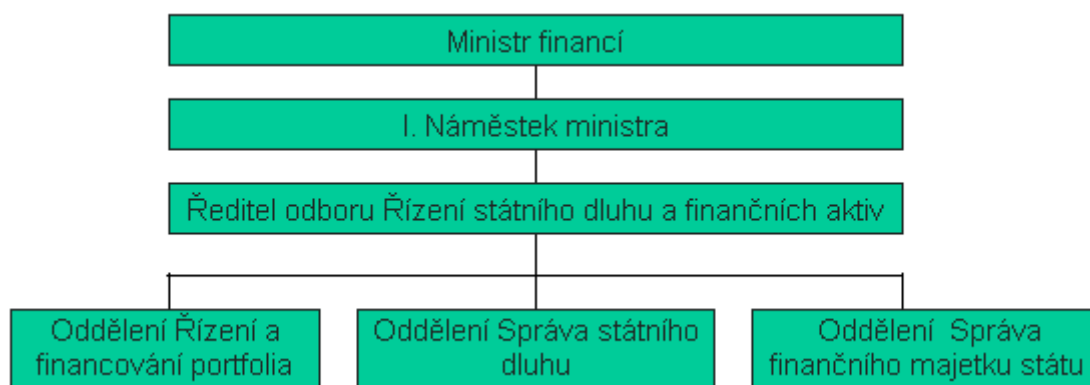 Ministr financí
I. Náměstek ministra
Ředitel odboru Řízení státního dluhu a finančních aktiv
Oddělení Řízení a
financování portfolia
Oddělení Správa státního
dluhu
Oddělení  Správa
finančního majetku státu